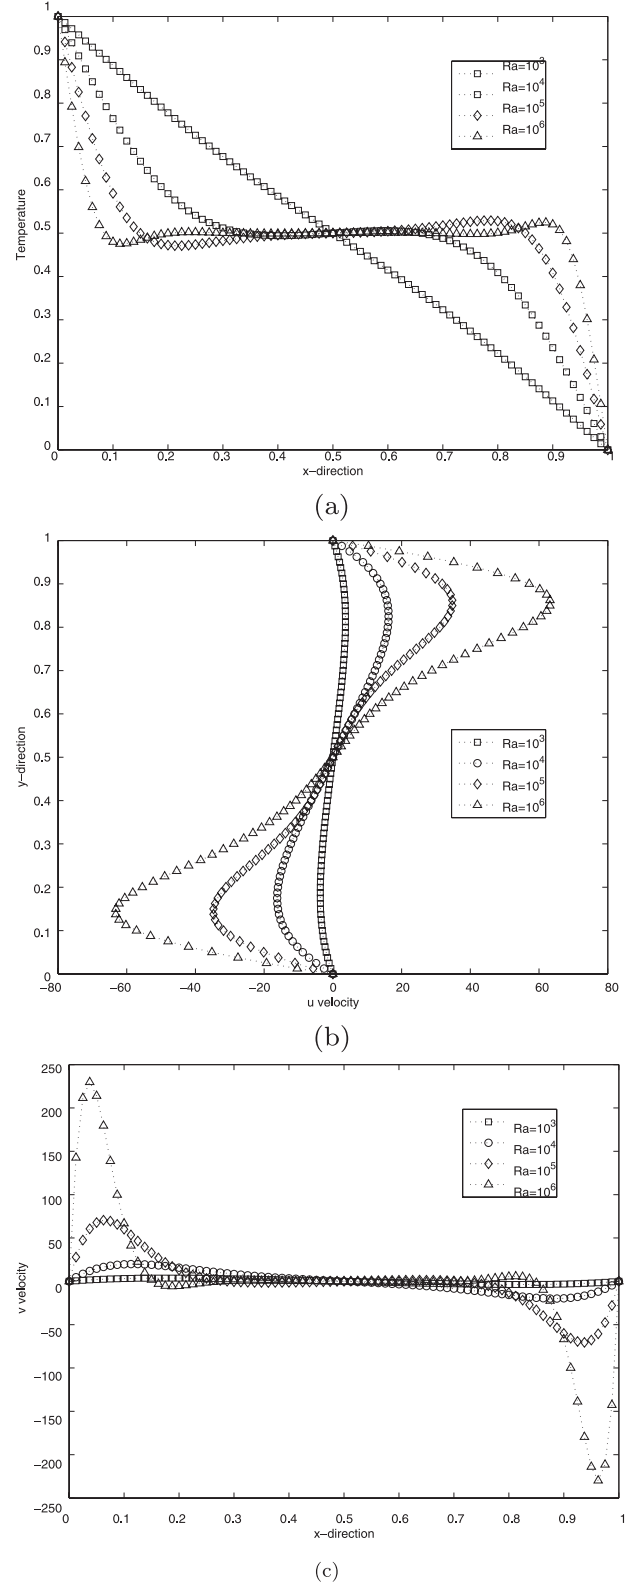 1
0.9
0.8
0.7
0.6
0.5
0.4
0.3
0.2
0.1
0
Temperature
Ra=10^3
Ra=10^4
Ra=10^5
Ra=10^6
0 0.1 0.2 0.3 0.4 0.5 0.6 0.7 0.8 0.9 1
x–direction
(a)
1
0.9
0.8
0.7
0.6
0.5
0.4
0.3
0.2
0.1
0
y–direction
Ra=10^3
Ra=10^4
Ra=10^5
Ra=10^6
−80 −60 −40 −20 0 20 40 60 80
u velocity
(b)
250
200
150
100
50
0
−50
−100
−150
−200
−250
v velocity
Ra=10^3
Ra=10^4
Ra=10^5
Ra=10^6
0 0.1 0.2 0.3 0.4 0.5 0.6 0.7 0.8 0.9 1
x–direction
(c)